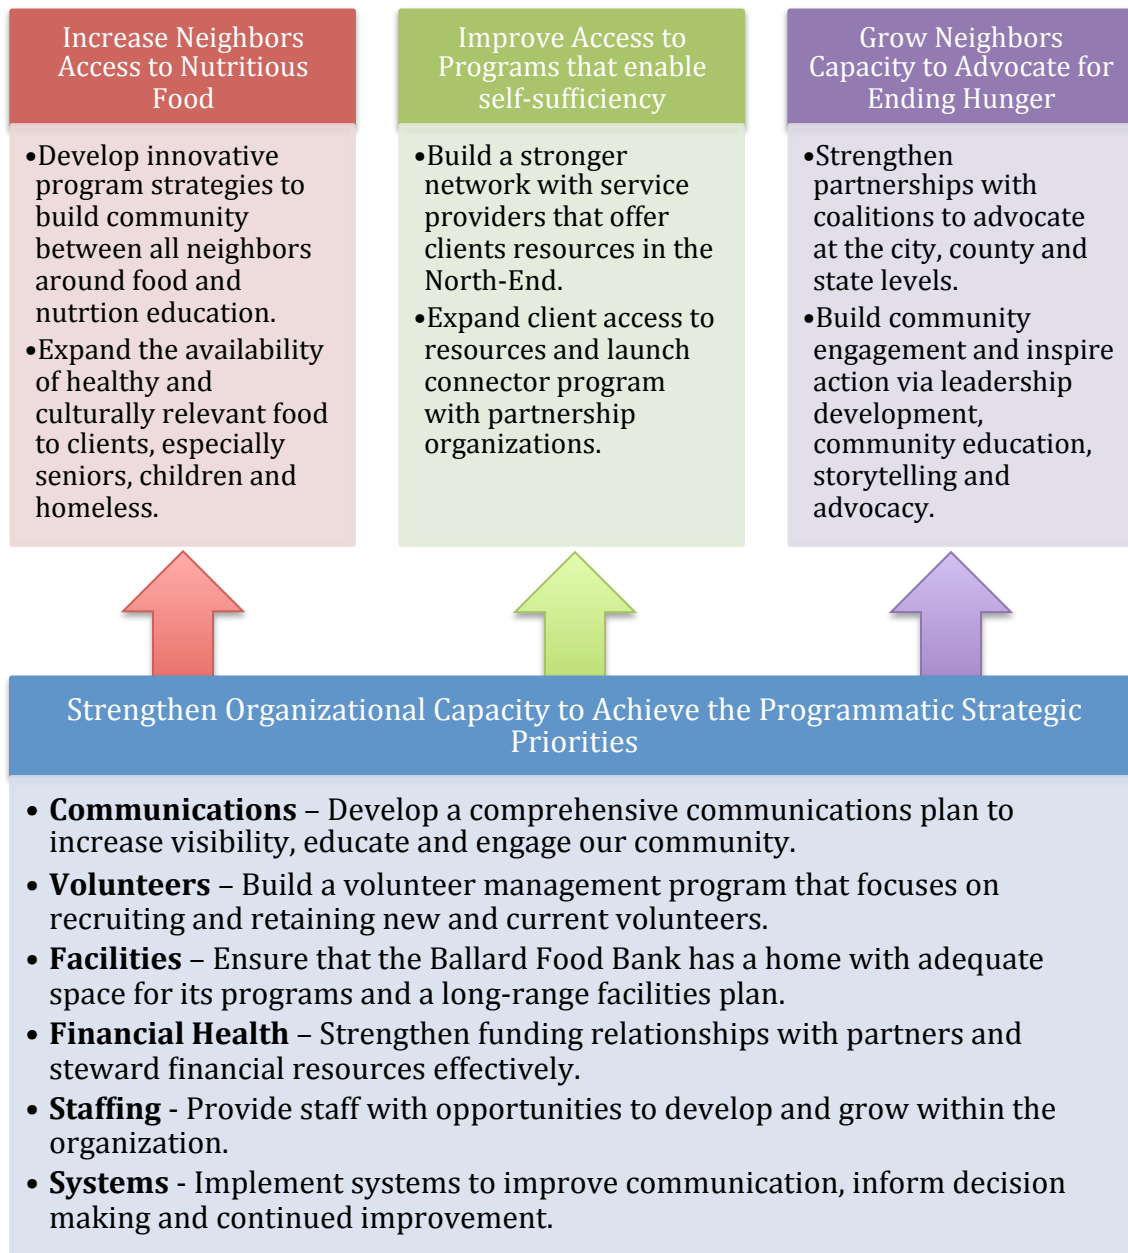 Increase Neighbors
Access to Nutritious
Food
•Develop innovative
program strategies to
build community
between all neighbors
around food and
nutrtion education.
•Expand the availability
of healthy and
culturally relevant food
to clients, especially
seniors, children and
homeless.
Improve Access to
Programs that enable
self-sufficiency
•Build a stronger
network with service
providers that offer
clients resources in the
North-End.
•Expand client access to
resources and launch
connector program
with partnership
organizations.
Grow Neighbors
Capacity to Advocate for
Ending Hunger
•Strengthen
partnerships with
coalitions to advocate
at the city, county and
state levels.
•Build community
engagement and inspire
action via leadership
development,
community education,
storytelling and
advocacy.
Strengthen Organizational Capacity to Achieve the Programmatic Strategic
Priorities
• Communications – Develop a comprehensive communications plan to
increase visibility, educate and engage our community.
• Volunteers – Build a volunteer management program that focuses on
recruiting and retaining new and current volunteers.
• Facilities – Ensure that the Ballard Food Bank has a home with adequate
space for its programs and a long-range facilities plan.
• Financial Health – Strengthen funding relationships with partners and
steward financial resources effectively.
• Staffing - Provide staff with opportunities to develop and grow within the
organization.
• Systems - Implement systems to improve communication, inform decision
making and continued improvement.